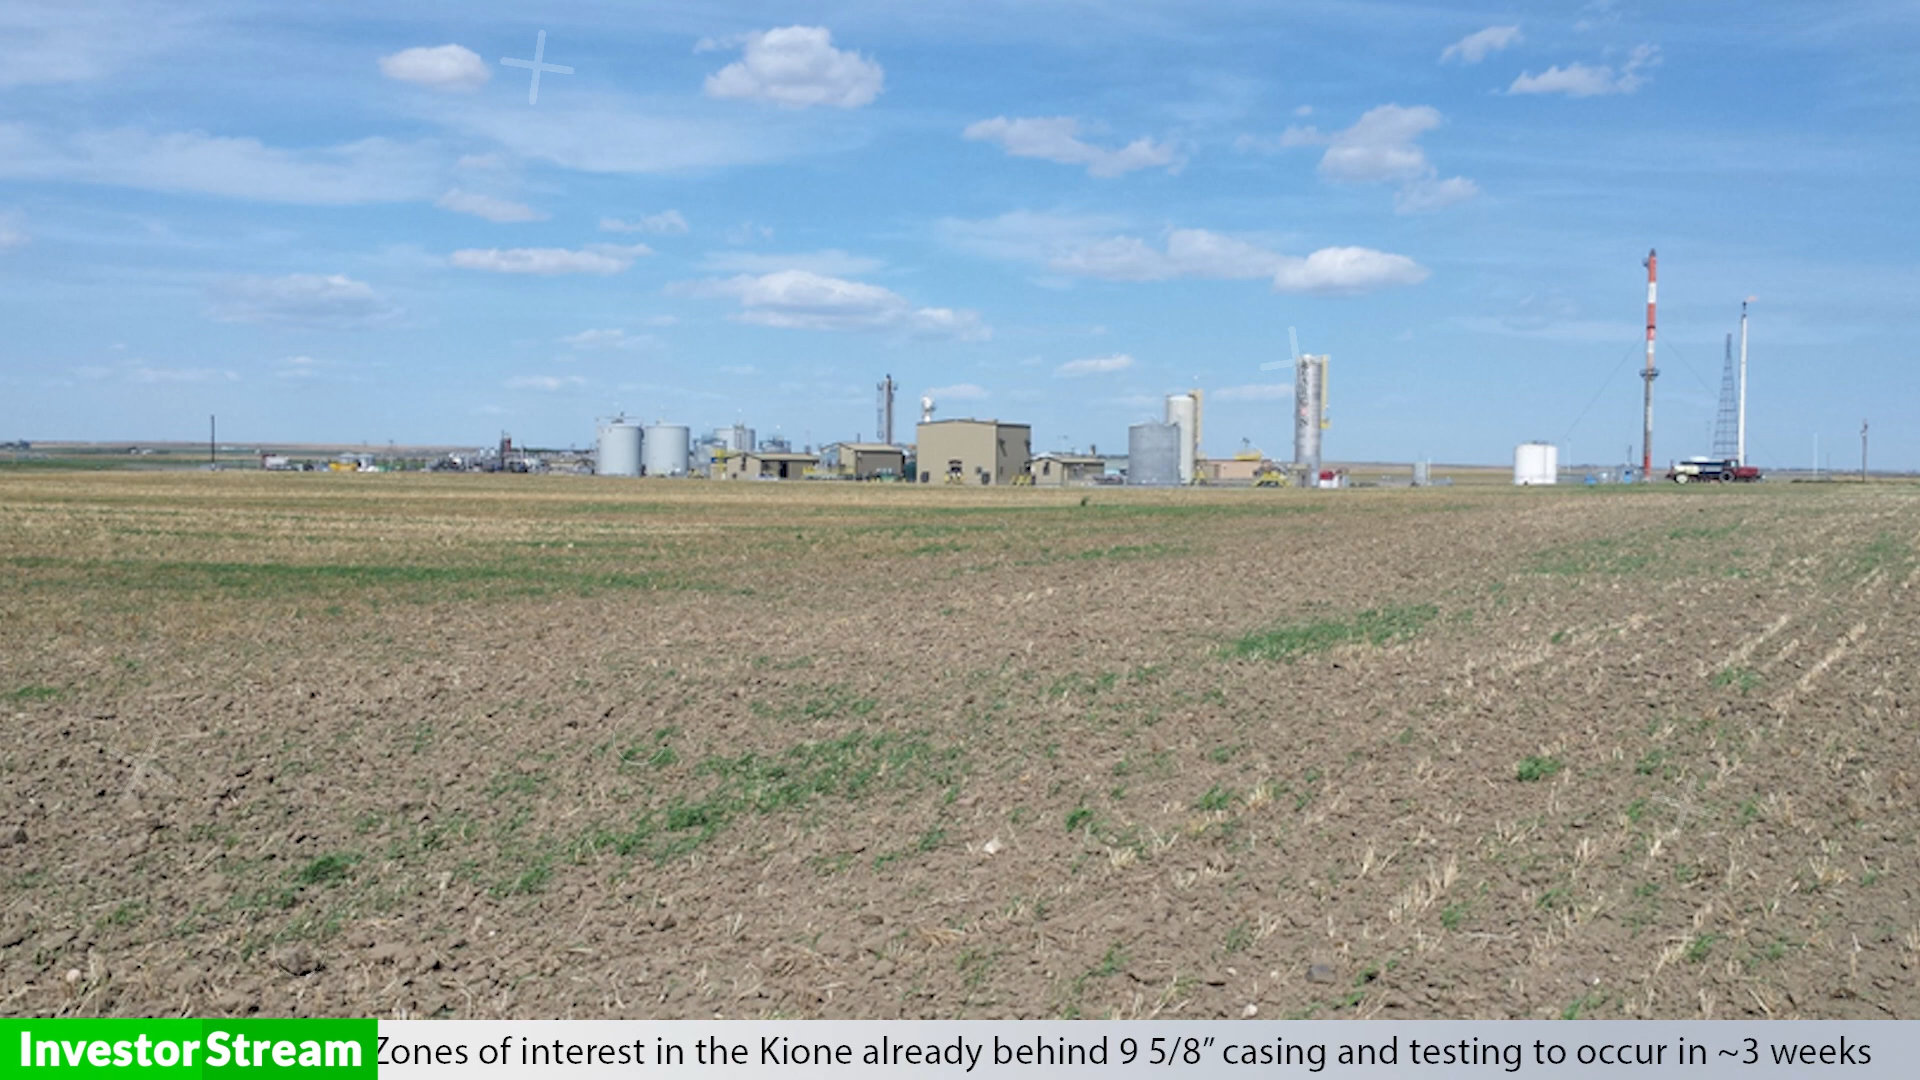 InvestorStream Zones of interest in the Kione already behind 9 5/8” casing and testing to occur in ~3 weeks